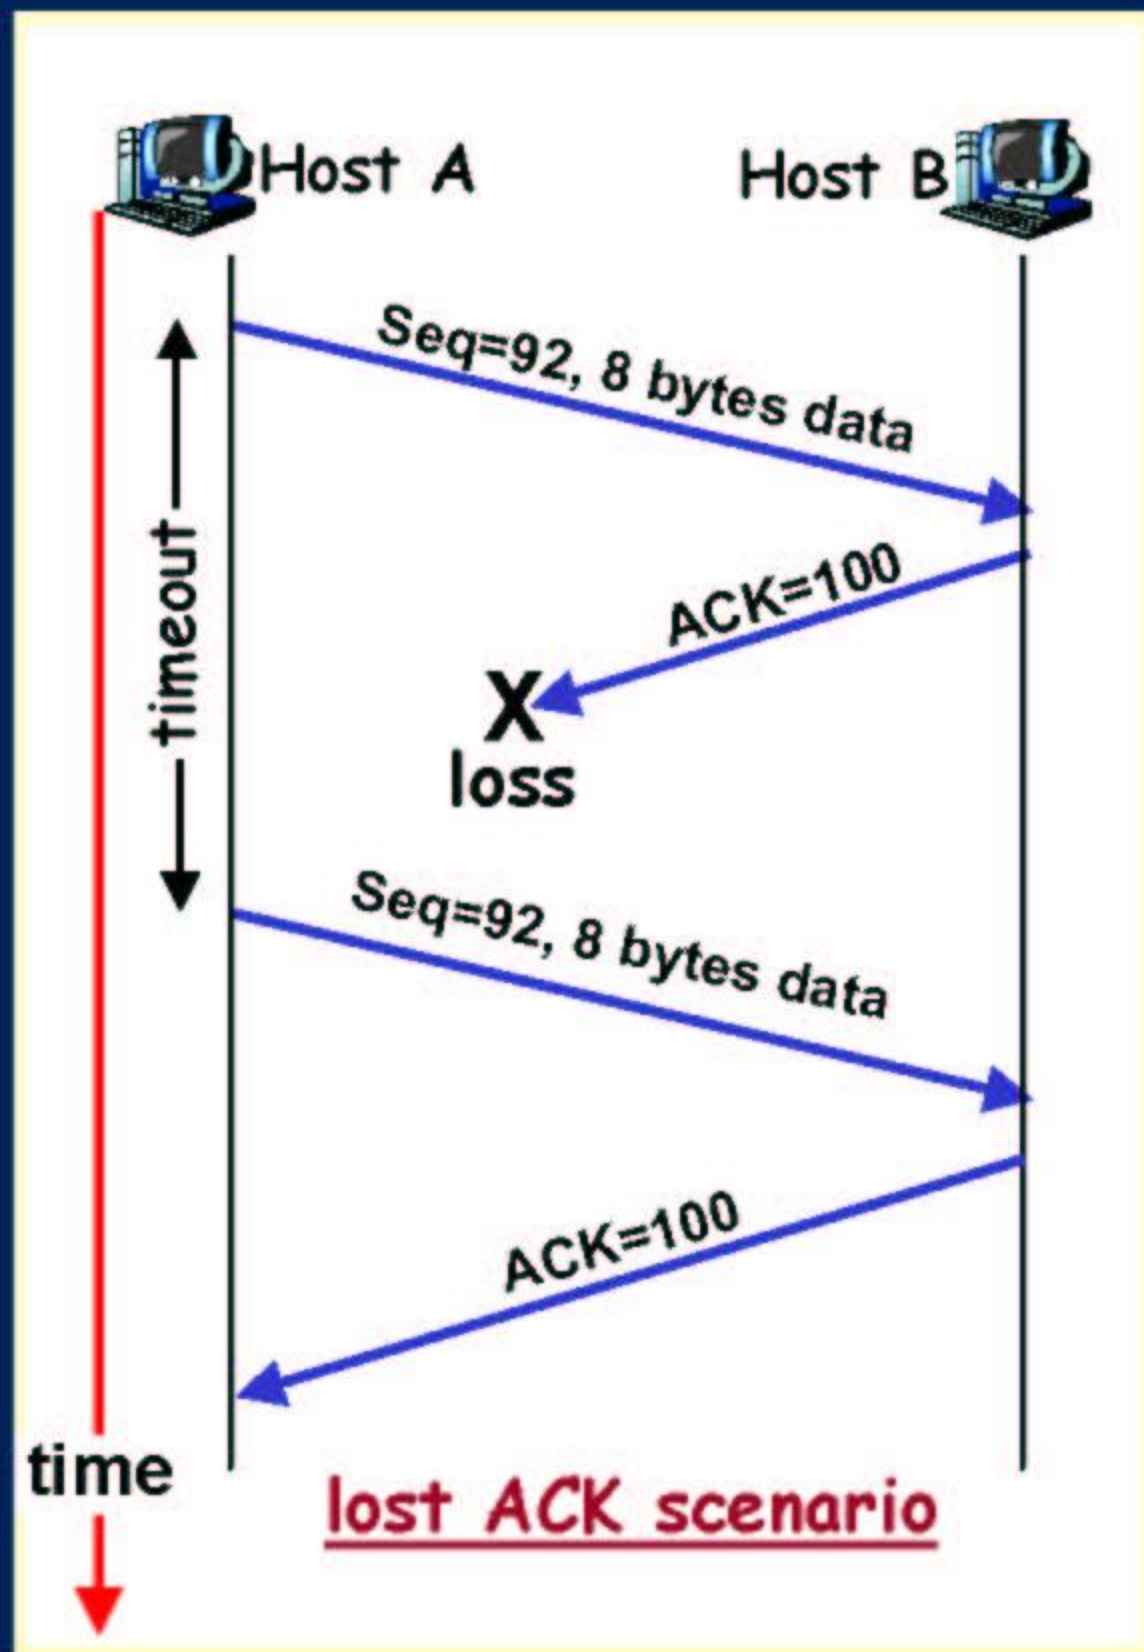 Host A
Host B
Seq=92, 8 bytes data
timeout
ACK=100
X
loss
Seq=92, 8 bytes data
ACK=100
time
lost ACK scenario